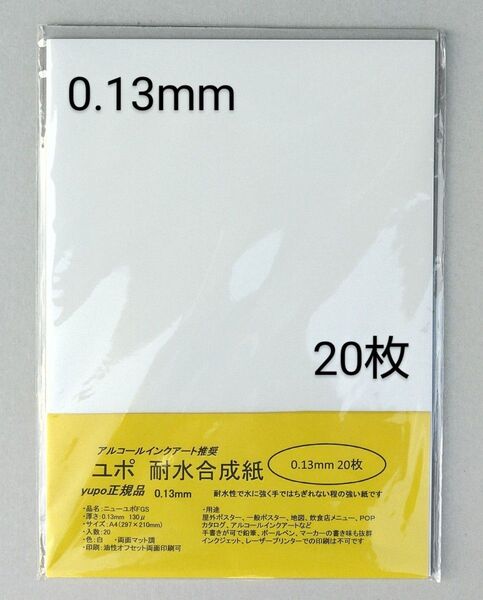 0.13mm
20枚
アルコールインクアート推奨
ユポ 耐水合成紙
0.13mm 20枚
yupo正規品 0.13mm
耐水性で水に強く手ではちぎれない程の強い紙です
・品名:ニューユポFGS
・厚さ:0.13mm 130μ
・サイズ:A4(297×210mm)
・入数:20
・色:白 ・両面マット調
・印刷:油性オフセット両面印刷可
・用途
屋外ポスター、一般ポスター、地図、飲食店メニュー、POP
カタログ、アルコールインクアートなど
手書きが可で鉛筆、ボールペン、マーカーの書き味も抜群
インクジェット、レーザープリンターでの印刷は不可です